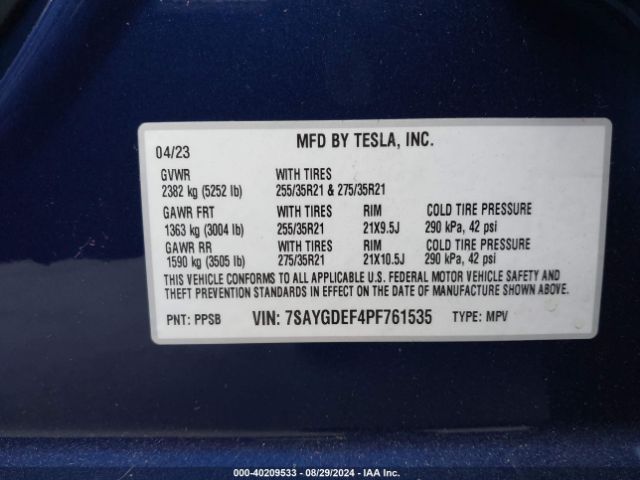 MFD BY TESLA, INC.
04/23
GVWR WITH TIRES
2382 kg (5252 lb) 255/35R21 & 275/35R21
GAWR FRT WITH TIRES RIM COLD TIRE PRESSURE
1363 kg (3004 lb) 255/35R21 21X9.5J 290 kPa, 42 psi
GAWR RR WITH TIRES RIM COLD TIRE PRESSURE
1590 kg (3505 lb) 275/35R21 21X10.5J 290 kPa, 42 psi
THIS VEHICLE CONFORMS TO ALL APPLICABLE U.S. FEDERAL MOTOR VEHICLE SAFETY AND
THEFT PREVENTION STANDARDS IN EFFECT ON THE DATE OF MANUFACTURE SHOWN ABOVE.
PNT: PPSB VIN: 7SAYGDEF4PF761535 TYPE: MPV
000-40209533 - 08/29/2024 - IAA Inc.